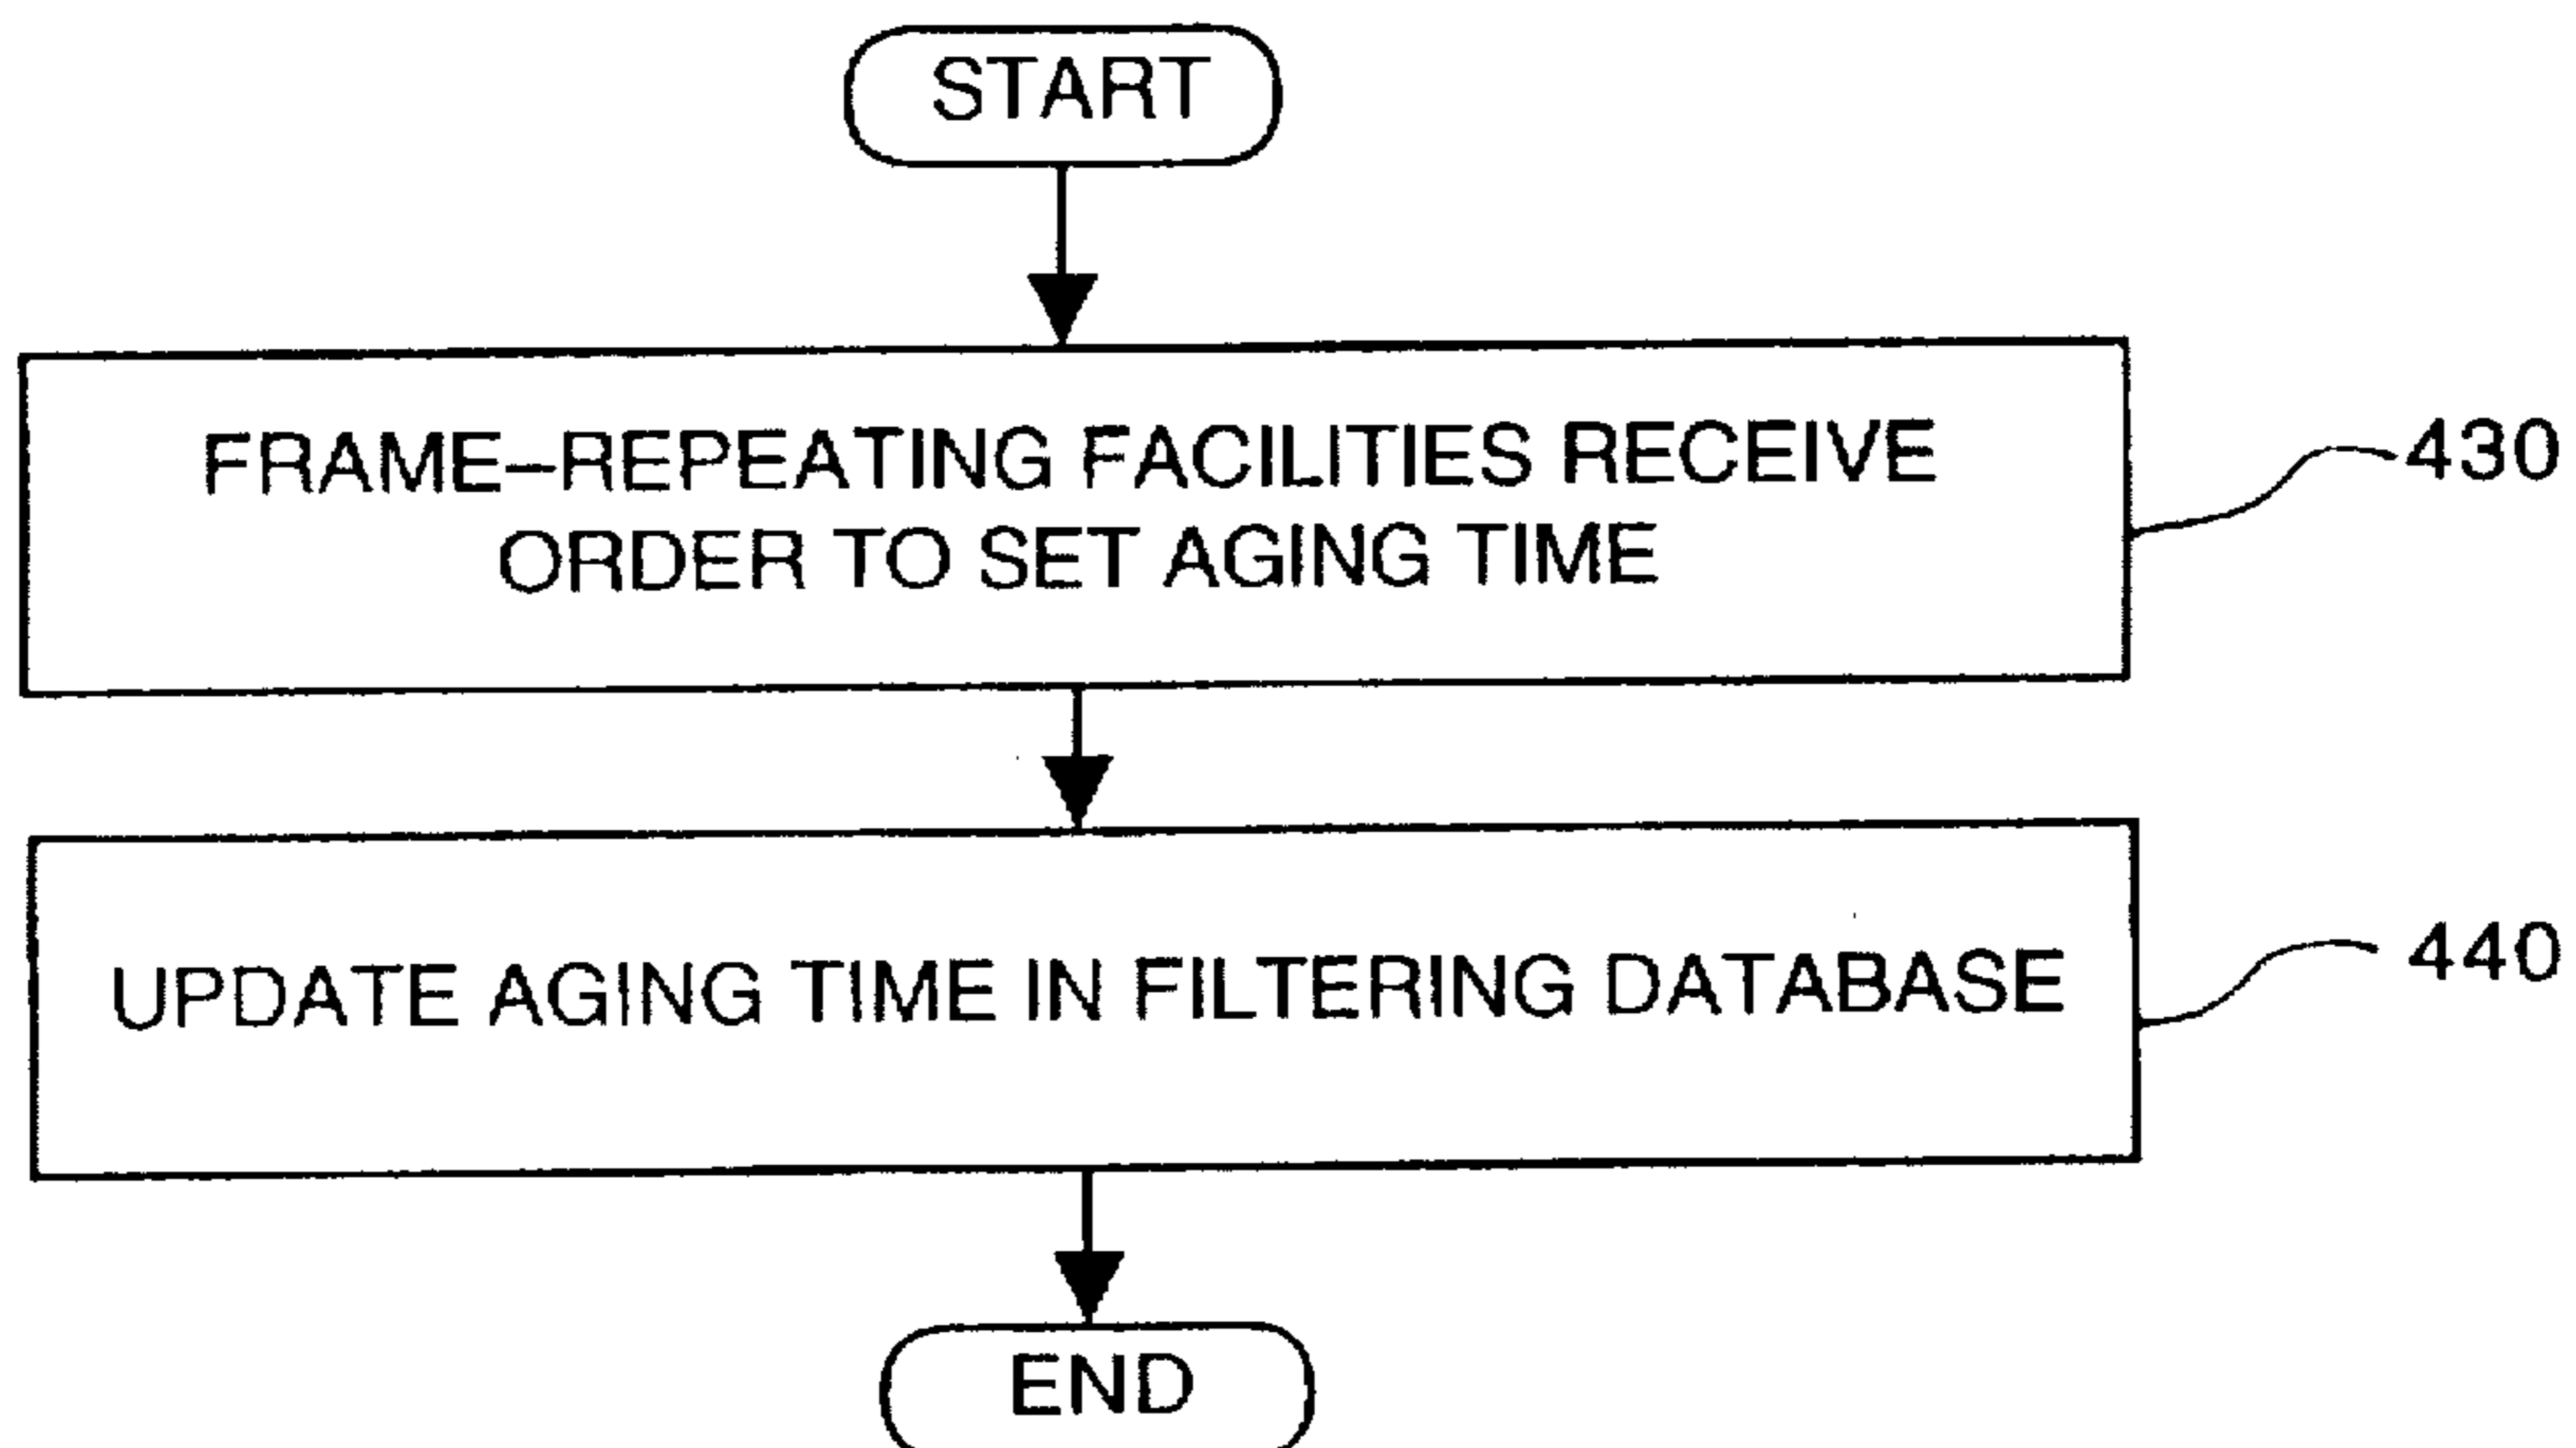 START
FRAME–REPEATING FACILITIES RECEIVE
ORDER TO SET AGING TIME
430
UPDATE AGING TIME IN FILTERING DATABASE
440
END